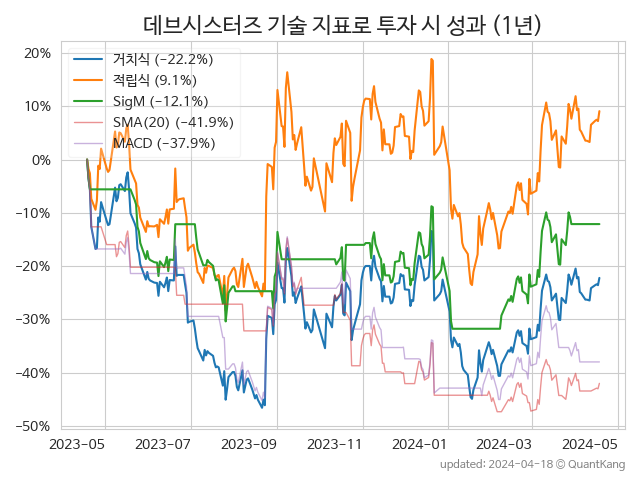 데브시스터즈 기술 지표로 투자 시 성과 (1년)
20%
10%
0%
−10%
−20%
−30%
−40%
−50%
거치식 (−22.2%)
적립식 (9.1%)
SigM (−12.1%)
SMA(20) (−41.9%)
MACD (−37.9%)
2023-05
2023-07
2023-09
2023-11
2024-01
2024-03
2024-05
updated: 2024-04-18 © QuantKang